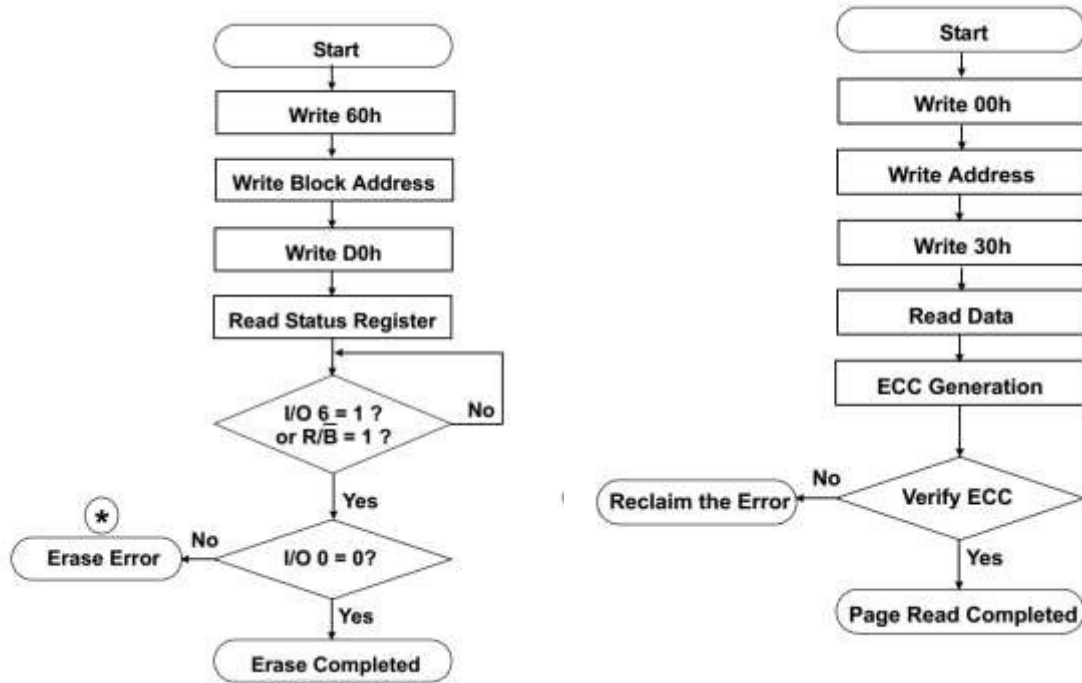 Start
Write 60h
Write Block Address
Write D0h
Read Status Register
I/O 6 = 1 ?
or R/B̅ = 1 ?
No
Yes
*
Erase Error
No
I/O 0 = 0?
Yes
Erase Completed
Start
Write 00h
Write Address
Write 30h
Read Data
ECC Generation
Reclaim the Error
No
Verify ECC
Yes
Page Read Completed